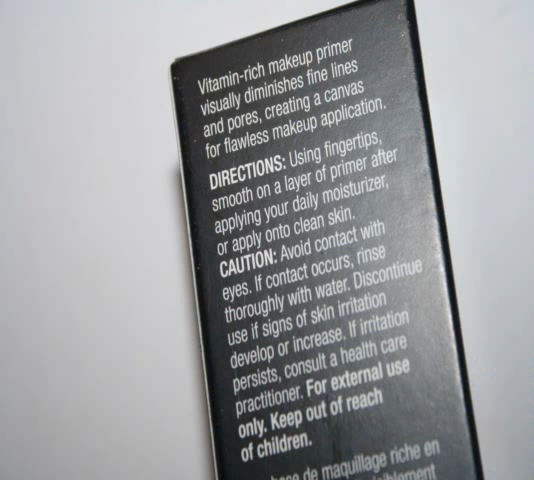 Vitamin-rich makeup primer
visually diminishes fine lines
and pores, creating a canvas
for flawless makeup application.
DIRECTIONS: Using fingertips,
smooth on a layer of primer after
applying your daily moisturizer,
or apply onto clean skin.
CAUTION: Avoid contact with
eyes. If contact occurs, rinse
thoroughly with water. Discontinue
use if signs of skin irritation
develop or increase. If irritation
persists, consult a health care
practitioner. For external use
only. Keep out of reach
of children.
base de maquillage riche en